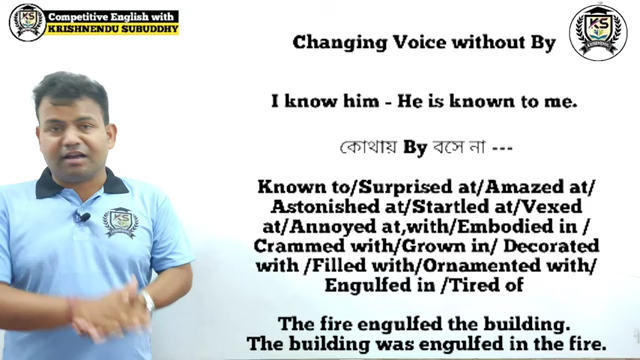 Competitive English with
KRISHNENDU SUBUDDHY
KS
Changing Voice without By
KS
I know him - He is known to me.
কোথায় By বসে না ---
Known to/Surprised at/Amazed at/
Astonished at/Startled at/Vexed
at/Annoyed at,with/Embodied in /
Crammed with/Grown in/ Decorated
with /Filled with/Ornamented with/
Engulfed in /Tired of
KS
The fire engulfed the building.
The building was engulfed in the fire.